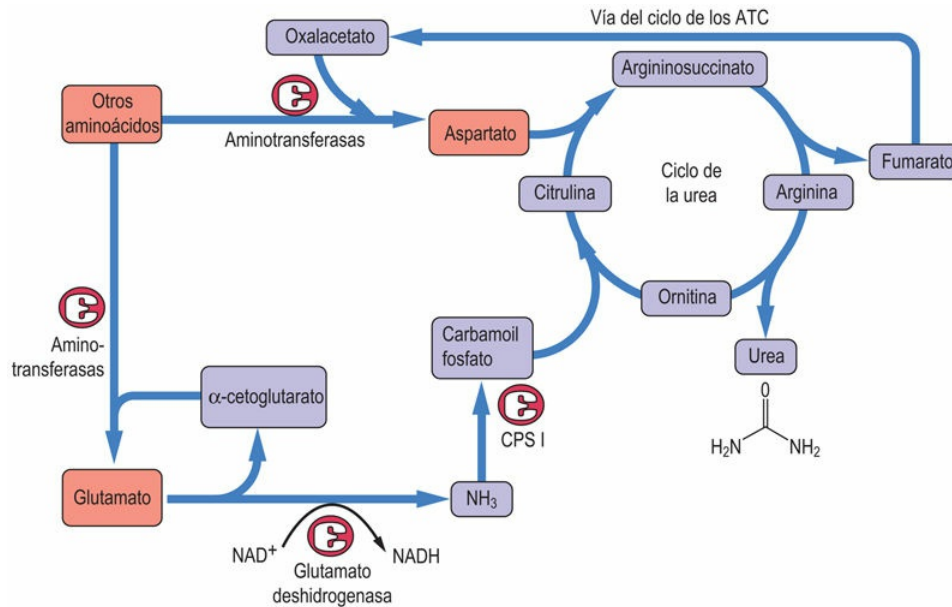 Vía del ciclo de los ATC
Oxalacetato
Argininosuccinato
Otros
aminoácidos
Aminotransferasas
Aspartato
Fumarato
Citrulina
Ciclo de
la urea
Arginina
Ornitina
Amino-
transferasas
Carbamoil
fosfato
Urea
α-cetoglutarato
CPS I
O
H₂N
NH₂
Glutamato
NH₃
NAD⁺
NADH
Glutamato
deshidrogenasa